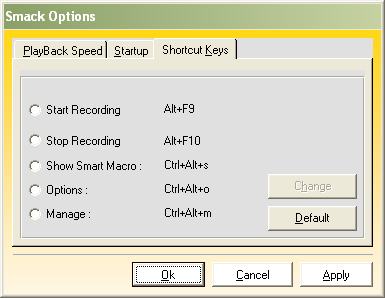 Smack Options
PlayBack Speed Startup Shortcut Keys
Start Recording Alt+F9
Stop Recording Alt+F10
Show Smart Macro : Ctrl+Alt+s
Options : Ctrl+Alt+o
Change
Manage : Ctrl+Alt+m
Default
Ok Cancel Apply